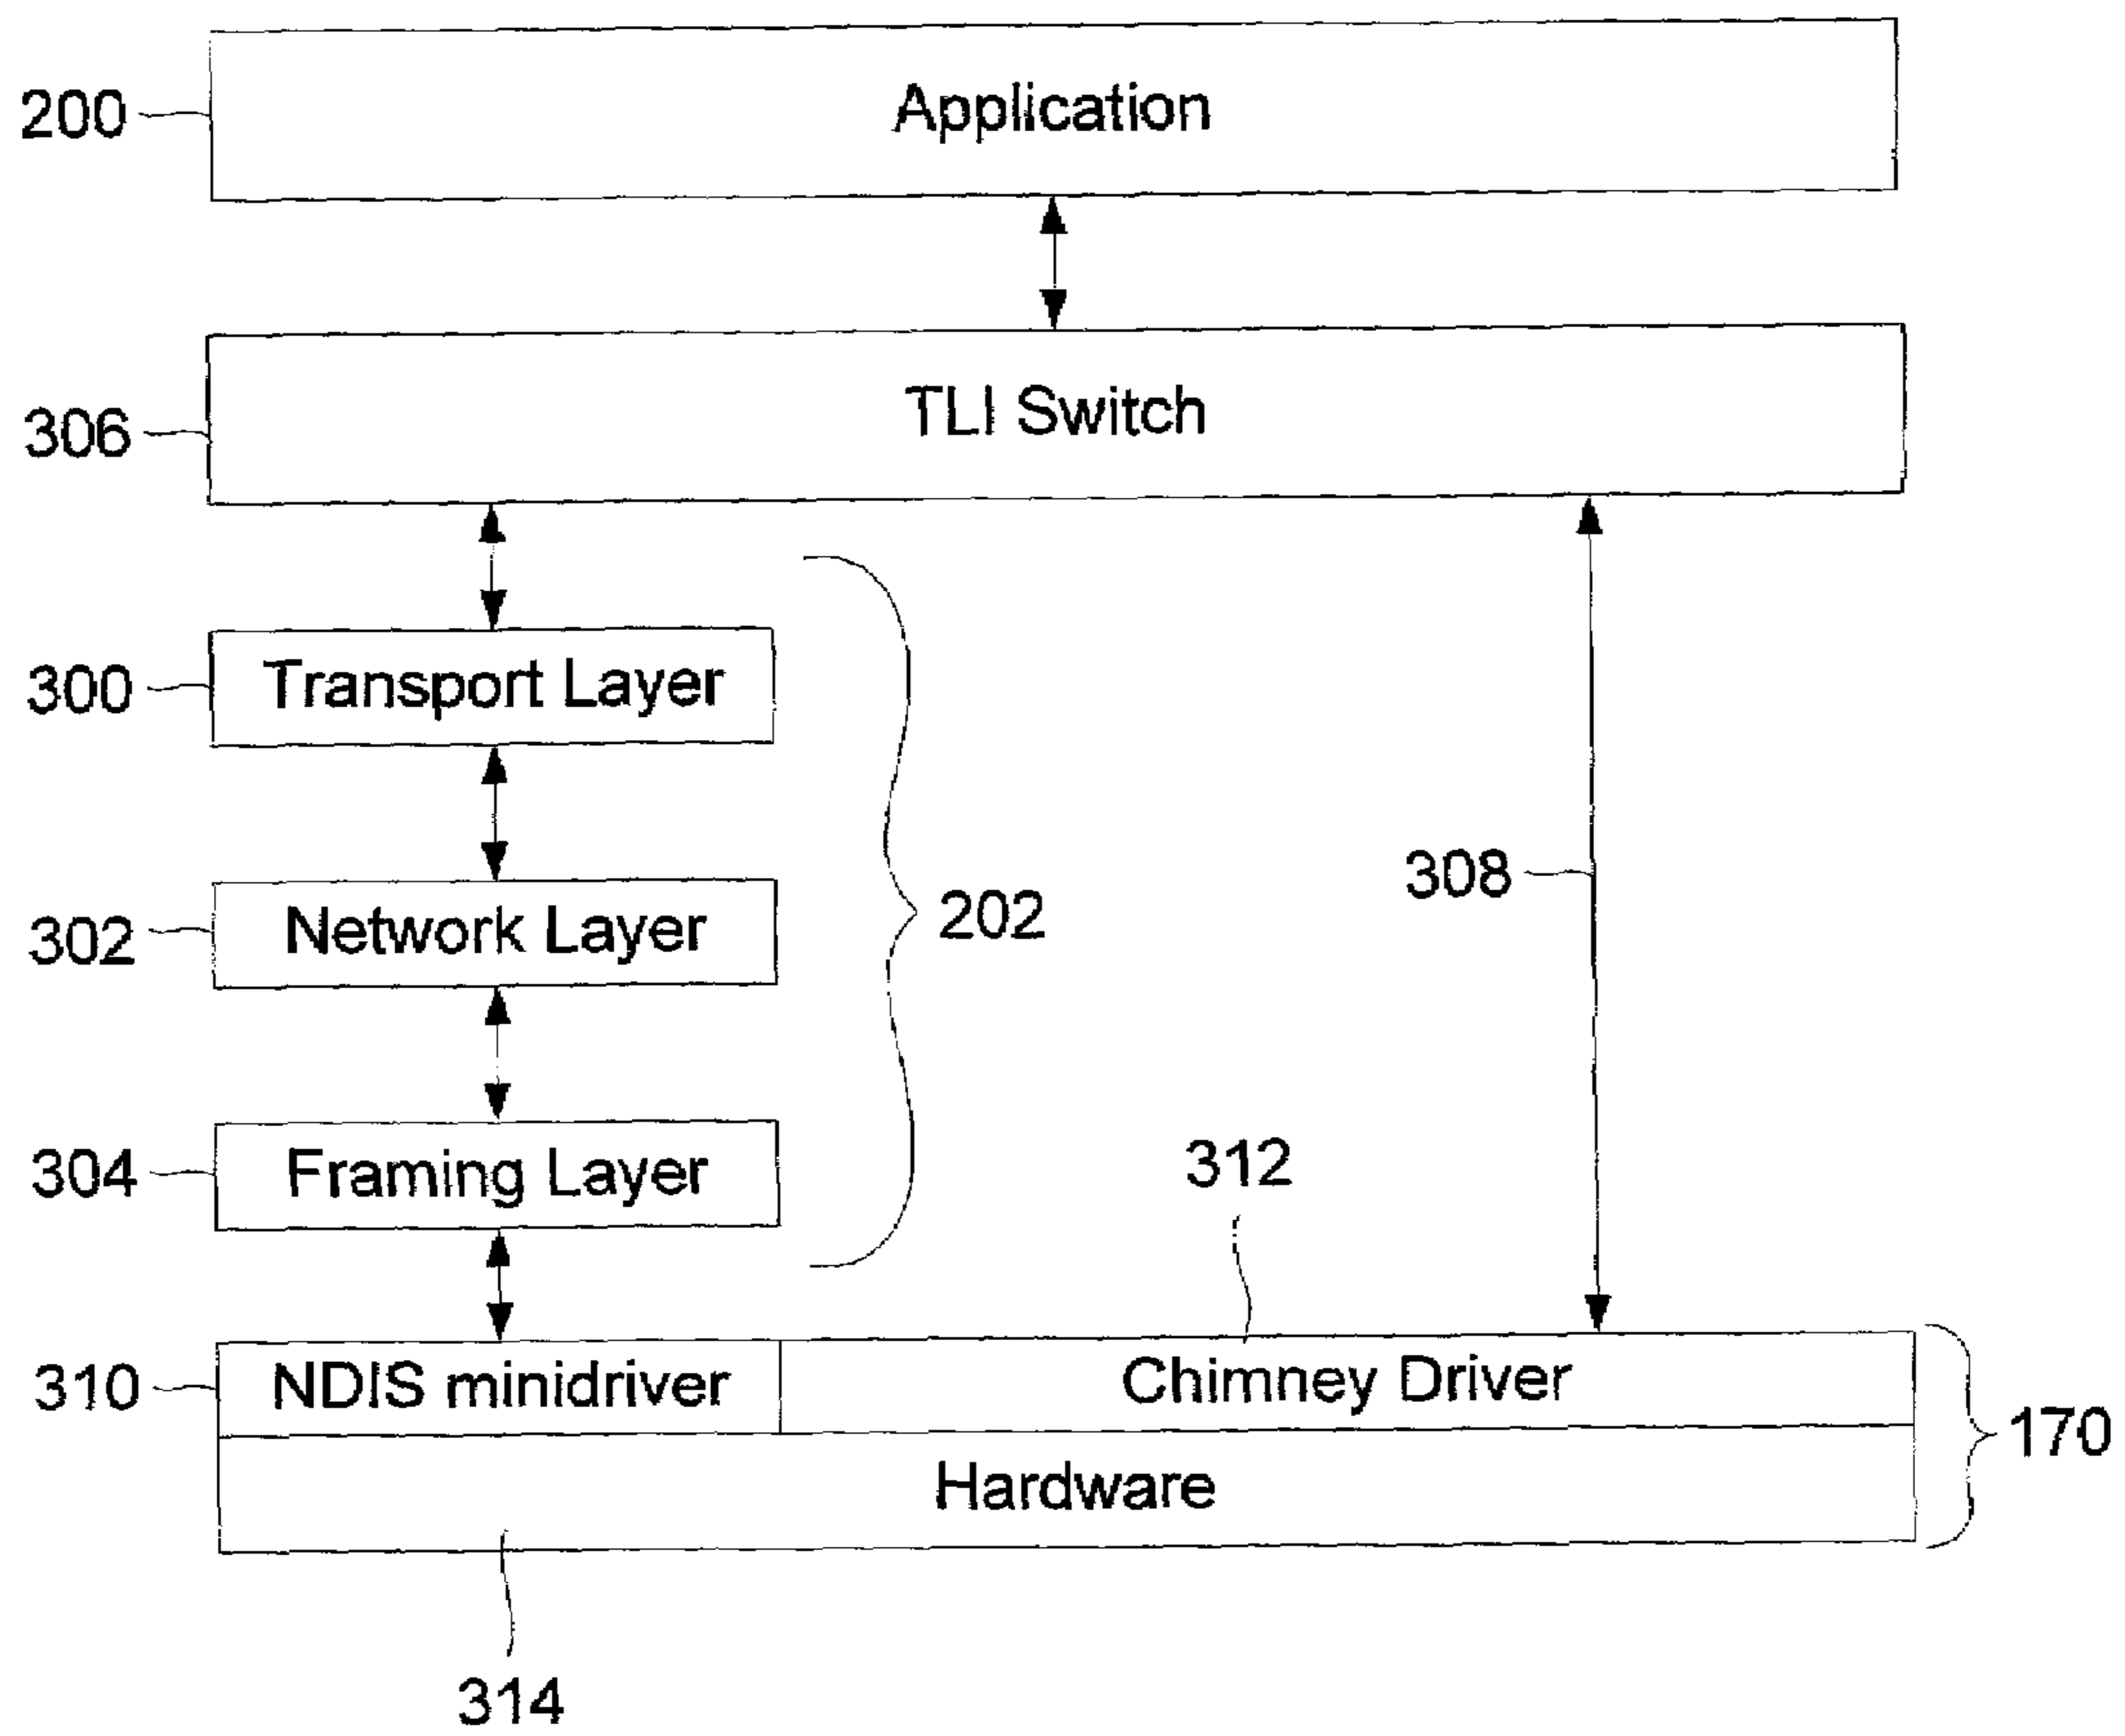 200
Application
306
TLI Switch
300
Transport Layer
308
302
Network Layer
202
304
Framing Layer
312
310
NDIS minidriver
Chimney Driver
170
Hardware
314